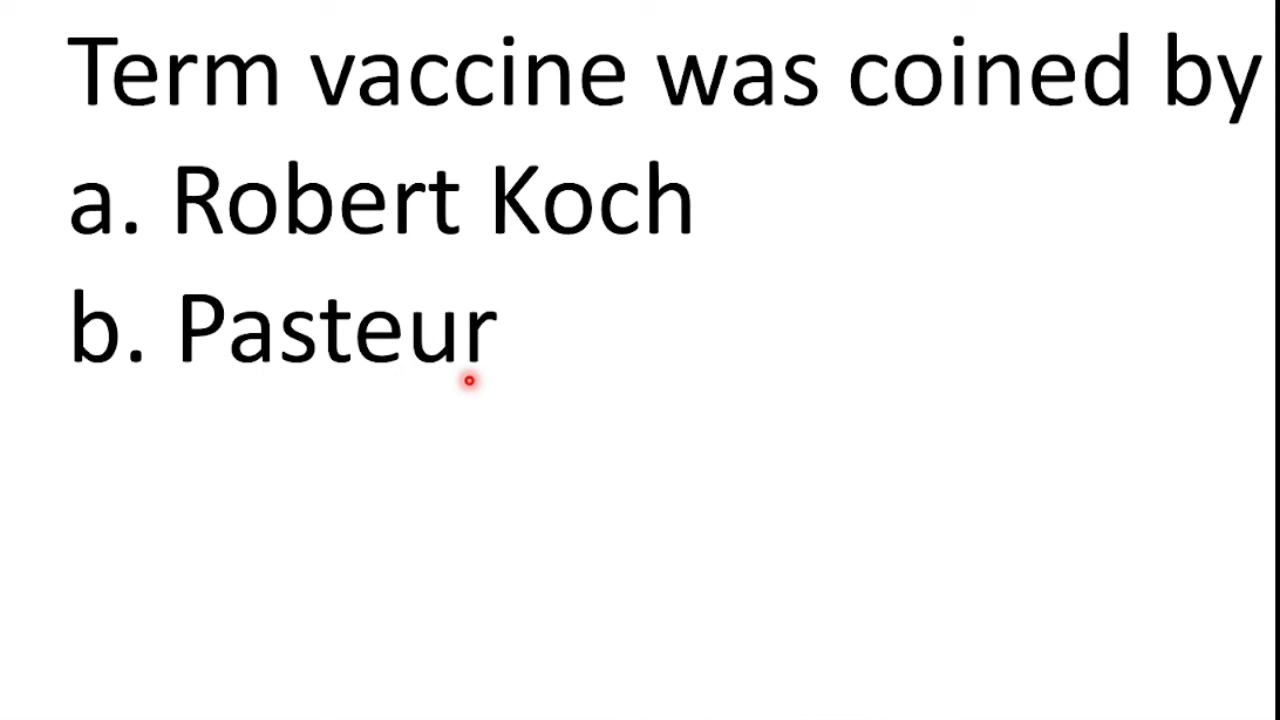 Term vaccine was coined by
a. Robert Koch
b. Pasteur